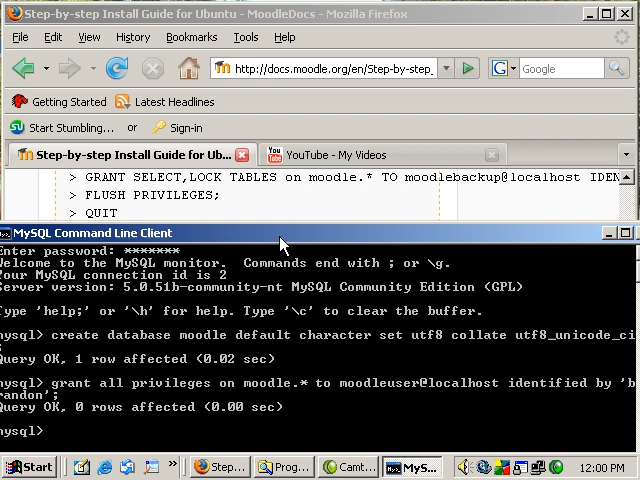 Step-by-step Install Guide for Ubuntu - MoodleDocs - Mozilla Firefox
File Edit View History Bookmarks Tools Help
http://docs.moodle.org/en/Step-by-step_ Google
Getting Started Latest Headlines
Start Stumbling... or Sign-in
Step-by-step Install Guide for Ub... YouTube - My Videos
> GRANT SELECT,LOCK TABLES on moodle.* TO moodlebackup@localhost IDEN
> FLUSH PRIVILEGES;
> QUIT
MySQL Command Line Client
Enter password: *******
Welcome to the MySQL monitor.  Commands end with ; or \g.
Your MySQL connection id is 2
Server version: 5.0.51b-community-nt MySQL Community Edition (GPL)
Type 'help;' or '\h' for help. Type '\c' to clear the buffer.
mysql> create database moodle default character set utf8 collate utf8_unicode_ci
;
Query OK, 1 row affected (0.02 sec)
mysql> grant all privileges on moodle.* to moodleuser@localhost identified by 'b
randon';
Query OK, 0 rows affected (0.00 sec)
mysql>
Start » Step... Prog... Camt... MyS... 12:00 PM